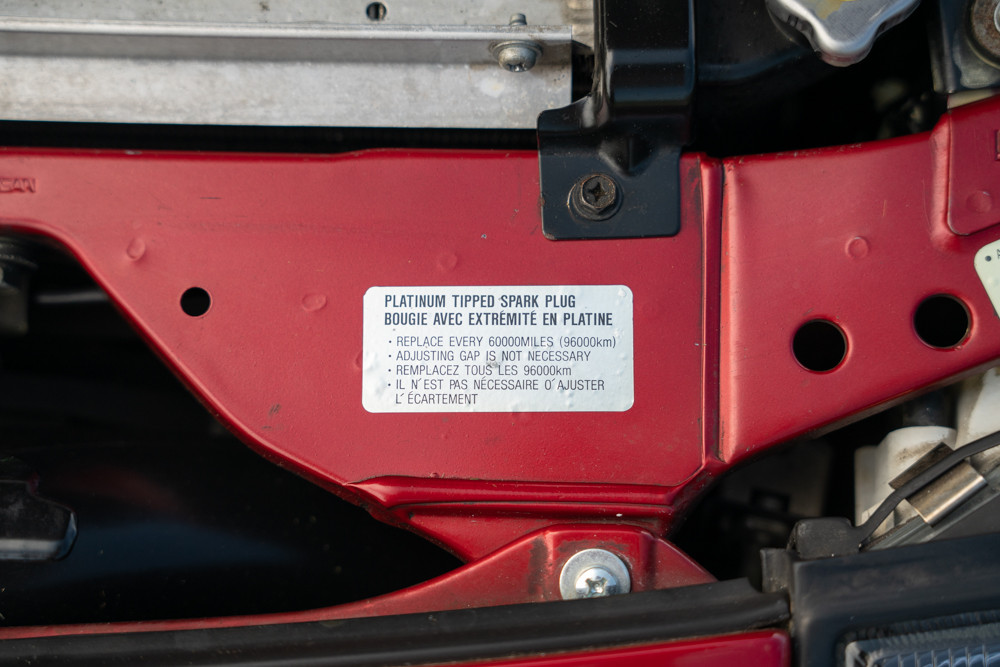 PLATINUM TIPPED SPARK PLUG
BOUGIE AVEC EXTRÉMITÉ EN PLATINE
· REPLACE EVERY 60000MILES (96000km)
· ADJUSTING GAP IS NOT NECESSARY
· REMPLACEZ TOUS LES 96000km
· IL N´EST PAS NÉCESSAIRE D´AJUSTER
L´ÉCARTEMENT